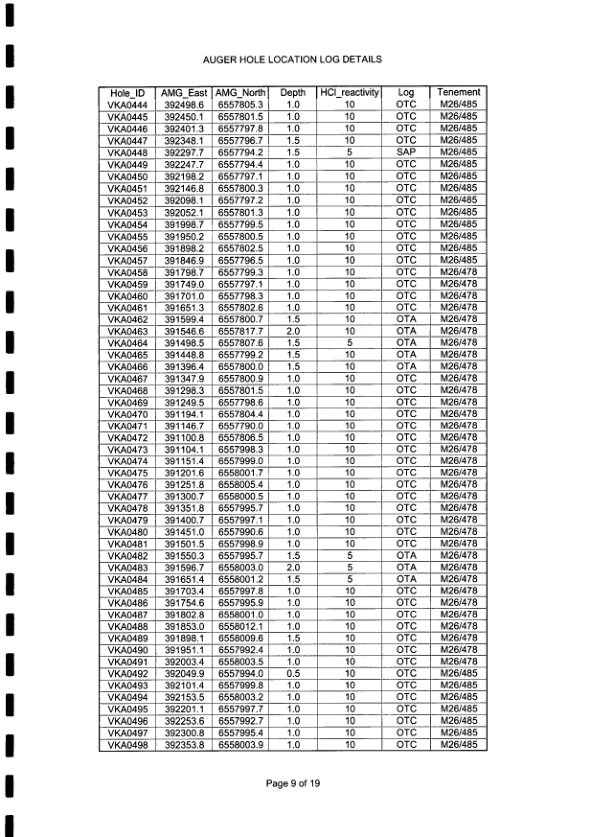 AUGER HOLE LOCATION LOG DETAILS
Hole_ID AMG_East AMG_North Depth HCl_reactivity Log Tenement
VKA0444 392498.6 6557805.3 1.0 10 OTC M26/485
VKA0445 392450.1 6557801.5 1.0 10 OTC M26/485
VKA0446 392401.3 6557797.8 1.0 10 OTC M26/485
VKA0447 392348.1 6557796.7 1.5 10 OTC M26/485
VKA0448 392297.7 6557794.2 1.5 5 SAP M26/485
VKA0449 392247.7 6557794.4 1.0 10 OTC M26/485
VKA0450 392198.2 6557797.1 1.0 10 OTC M26/485
VKA0451 392146.8 6557800.3 1.0 10 OTC M26/485
VKA0452 392098.1 6557797.2 1.0 10 OTC M26/485
VKA0453 392052.1 6557801.3 1.0 10 OTC M26/485
VKA0454 391998.7 6557799.5 1.0 10 OTC M26/485
VKA0455 391950.2 6557800.5 1.0 10 OTC M26/485
VKA0456 391898.2 6557802.5 1.0 10 OTC M26/485
VKA0457 391846.9 6557796.5 1.0 10 OTC M26/485
VKA0458 391798.7 6557799.3 1.0 10 OTC M26/478
VKA0459 391749.0 6557797.1 1.0 10 OTC M26/478
VKA0460 391701.0 6557798.3 1.0 10 OTC M26/478
VKA0461 391651.3 6557802.6 1.0 10 OTC M26/478
VKA0462 391599.4 6557800.7 1.5 10 OTA M26/478
VKA0463 391546.6 6557817.7 2.0 10 OTA M26/478
VKA0464 391498.5 6557807.6 1.5 5 OTA M26/478
VKA0465 391448.8 6557799.2 1.5 10 OTA M26/478
VKA0466 391396.4 6557800.0 1.5 10 OTA M26/478
VKA0467 391347.9 6557800.9 1.0 10 OTC M26/478
VKA0468 391298.3 6557801.5 1.0 10 OTC M26/478
VKA0469 391249.5 6557798.6 1.0 10 OTC M26/478
VKA0470 391194.1 6557804.4 1.0 10 OTC M26/478
VKA0471 391146.7 6557790.0 1.0 10 OTC M26/478
VKA0472 391100.8 6557806.5 1.0 10 OTC M26/478
VKA0473 391104.1 6557998.3 1.0 10 OTC M26/478
VKA0474 391151.4 6557999.0 1.0 10 OTC M26/478
VKA0475 391201.6 6558001.7 1.0 10 OTC M26/478
VKA0476 391251.8 6558005.4 1.0 10 OTC M26/478
VKA0477 391300.7 6558000.5 1.0 10 OTC M26/478
VKA0478 391351.8 6557995.7 1.0 10 OTC M26/478
VKA0479 391400.7 6557997.1 1.0 10 OTC M26/478
VKA0480 391451.0 6557990.6 1.0 10 OTC M26/478
VKA0481 391501.5 6557998.9 1.0 10 OTC M26/478
VKA0482 391550.3 6557995.7 1.5 5 OTA M26/478
VKA0483 391596.7 6558003.0 2.0 5 OTA M26/478
VKA0484 391651.4 6558001.2 1.5 5 OTA M26/478
VKA0485 391703.4 6557997.8 1.0 10 OTC M26/478
VKA0486 391754.6 6557995.9 1.0 10 OTC M26/478
VKA0487 391802.8 6558001.0 1.0 10 OTC M26/478
VKA0488 391853.0 6558012.1 1.0 10 OTC M26/478
VKA0489 391898.1 6558009.6 1.5 10 OTC M26/478
VKA0490 391951.1 6557992.4 1.0 10 OTC M26/478
VKA0491 392003.4 6558003.5 1.0 10 OTC M26/478
VKA0492 392049.9 6557994.0 0.5 10 OTC M26/485
VKA0493 392101.4 6557999.8 1.0 10 OTC M26/485
VKA0494 392153.5 6558003.2 1.0 10 OTC M26/485
VKA0495 392201.1 6557997.7 1.0 10 OTC M26/485
VKA0496 392253.6 6557992.7 1.0 10 OTC M26/485
VKA0497 392300.8 6557995.4 1.0 10 OTC M26/485
VKA0498 392353.8 6558003.9 1.0 10 OTC M26/485
Page 9 of 19